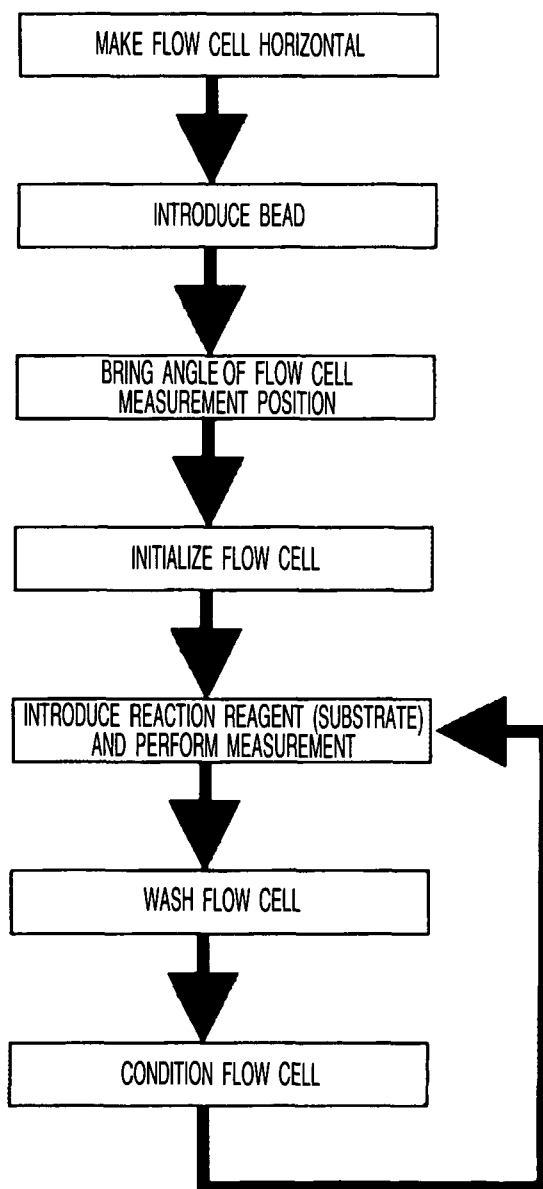 MAKE FLOW CELL HORIZONTAL
INTRODUCE BEAD
BRING ANGLE OF FLOW CELL
MEASUREMENT POSITION
INITIALIZE FLOW CELL
INTRODUCE REACTION REAGENT (SUBSTRATE)
AND PERFORM MEASUREMENT
WASH FLOW CELL
CONDITION FLOW CELL